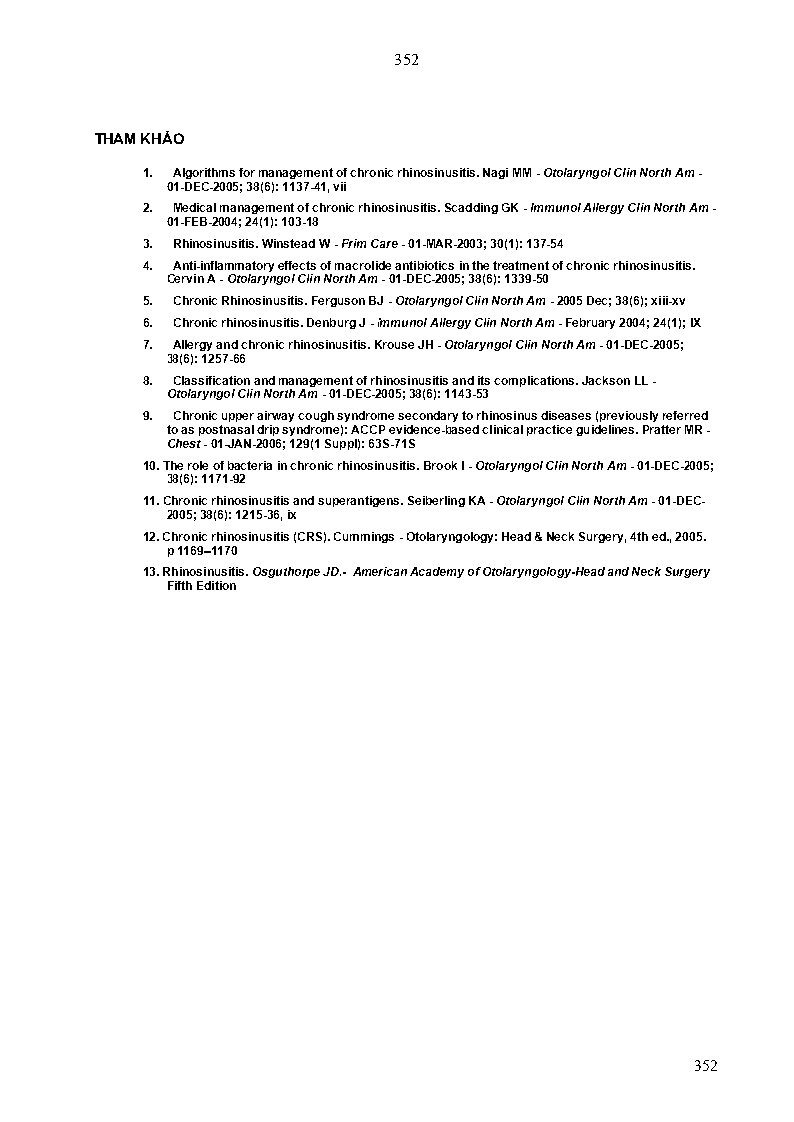 352
THAM KHẢO
1. Algorithms for management of chronic rhinosinusitis. Nagi MM - Otolaryngol Clin North Am -
01-DEC-2005; 38(6): 1137-41, vii
2. Medical management of chronic rhinosinusitis. Scadding GK - Immunol Allergy Clin North Am -
01-FEB-2004; 24(1): 103-18
3. Rhinosinusitis. Winstead W - Prim Care - 01-MAR-2003; 30(1): 137-54
4. Anti-inflammatory effects of macrolide antibiotics in the treatment of chronic rhinosinusitis.
Cervin A - Otolaryngol Clin North Am - 01-DEC-2005; 38(6): 1339-50
5. Chronic Rhinosinusitis. Ferguson BJ - Otolaryngol Clin North Am - 2005 Dec; 38(6); xiii-xv
6. Chronic rhinosinusitis. Denburg J - immunol Allergy Clin North Am - February 2004; 24(1); IX
7. Allergy and chronic rhinosinusitis. Krouse JH - Otolaryngol Clin North Am - 01-DEC-2005;
38(6): 1257-66
8. Classification and management of rhinosinusitis and its complications. Jackson LL -
Otolaryngol Clin North Am - 01-DEC-2005; 38(6): 1143-53
9. Chronic upper airway cough syndrome secondary to rhinosinus diseases (previously referred
to as postnasal drip syndrome): ACCP evidence-based clinical practice guidelines. Pratter MR -
Chest - 01-JAN-2006; 129(1 Suppl): 63S-71S
10. The role of bacteria in chronic rhinosinusitis. Brook I - Otolaryngol Clin North Am - 01-DEC-2005;
38(6): 1171-92
11. Chronic rhinosinusitis and superantigens. Seiberling KA - Otolaryngol Clin North Am - 01-DEC-
2005; 38(6): 1215-36, ix
12. Chronic rhinosinusitis (CRS). Cummings - Otolaryngology: Head & Neck Surgery, 4th ed., 2005.
p 1169–1170
13. Rhinosinusitis. Osguthorpe JD.- American Academy of Otolaryngology-Head and Neck Surgery
Fifth Edition
352